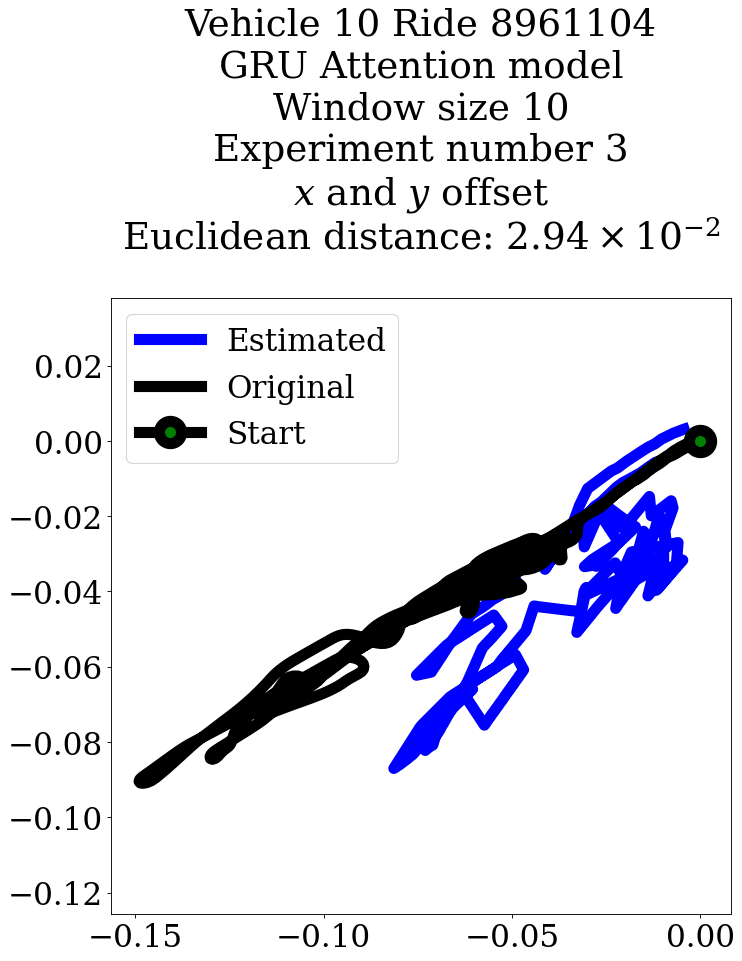 Vehicle 10 Ride 8961104
GRU Attention model
Window size 10
Experiment number 3
x and y offset
Euclidean distance: 2.94 × 10⁻²
Estimated
Original
Start
0.02
0.00
−0.02
−0.04
−0.06
−0.08
−0.10
−0.12
−0.15 −0.10 −0.05 0.00